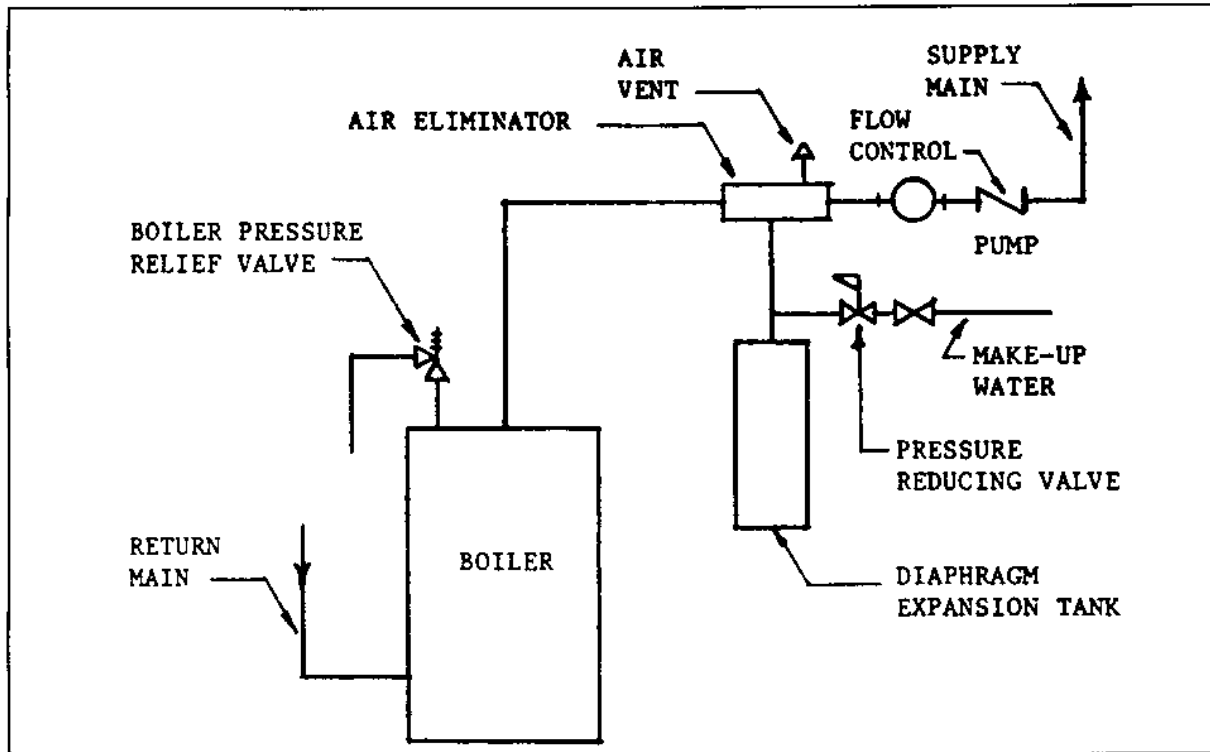 AIR
VENT
SUPPLY
MAIN
AIR ELIMINATOR
FLOW
CONTROL
BOILER PRESSURE
RELIEF VALVE
PUMP
MAKE-UP
WATER
PRESSURE
REDUCING VALVE
RETURN
MAIN
BOILER
DIAPHRAGM
EXPANSION TANK